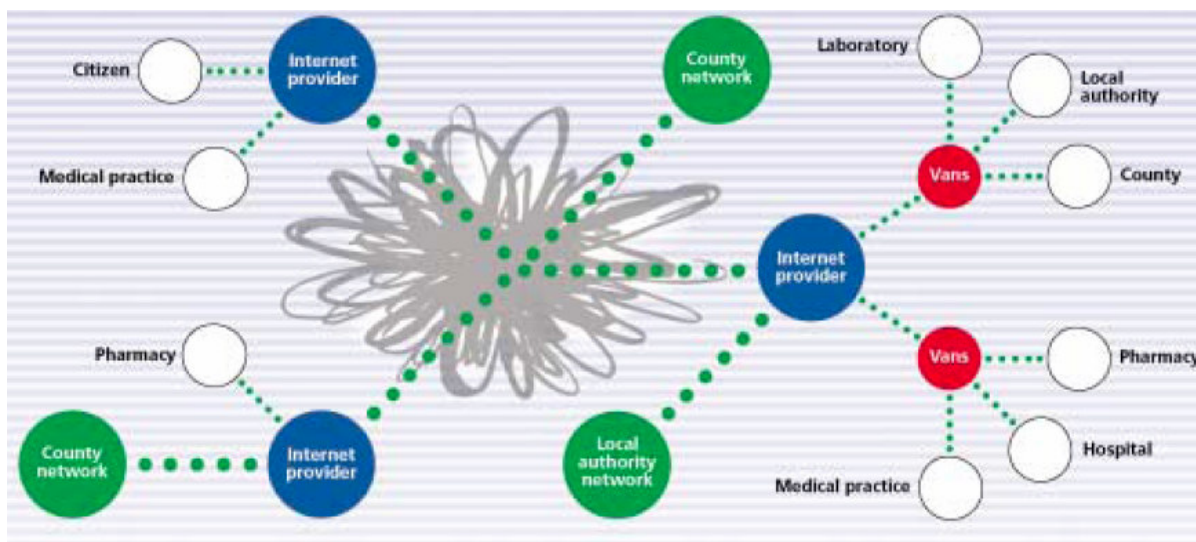 Citizen
Internet
provider
Medical practice
County
network
Laboratory
Local
authority
Vans
County
Internet
provider
Pharmacy
County
network
Internet
provider
Local
authority
network
Vans
Pharmacy
Hospital
Medical practice